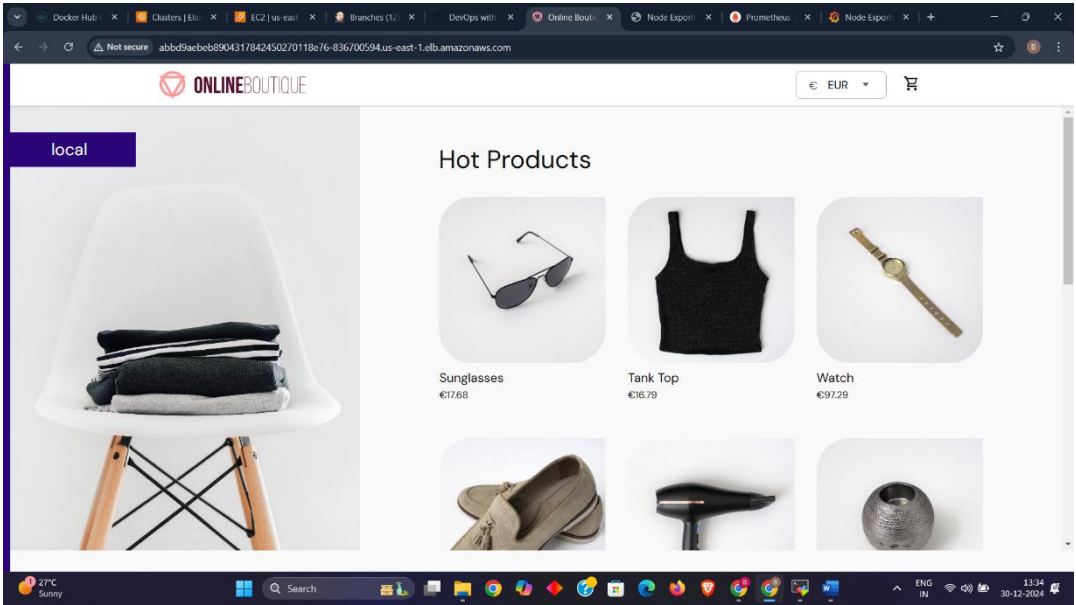 Docker Hub
Clusters | Ela
EC2 | us-east
Branches (12
DevOps with
Online Bouti
Node Export
Prometheus
Node Export
Not secure
abbd9aebeb8904317842450270118e76-836700594.us-east-1.elb.amazonaws.com
B
ONLINEBOUTIQUE
€ EUR
local
Hot Products
Sunglasses
€17.68
Tank Top
€16.79
Watch
€97.29
1
27°C
Sunny
Search
ENG
IN
13:34
30-12-2024